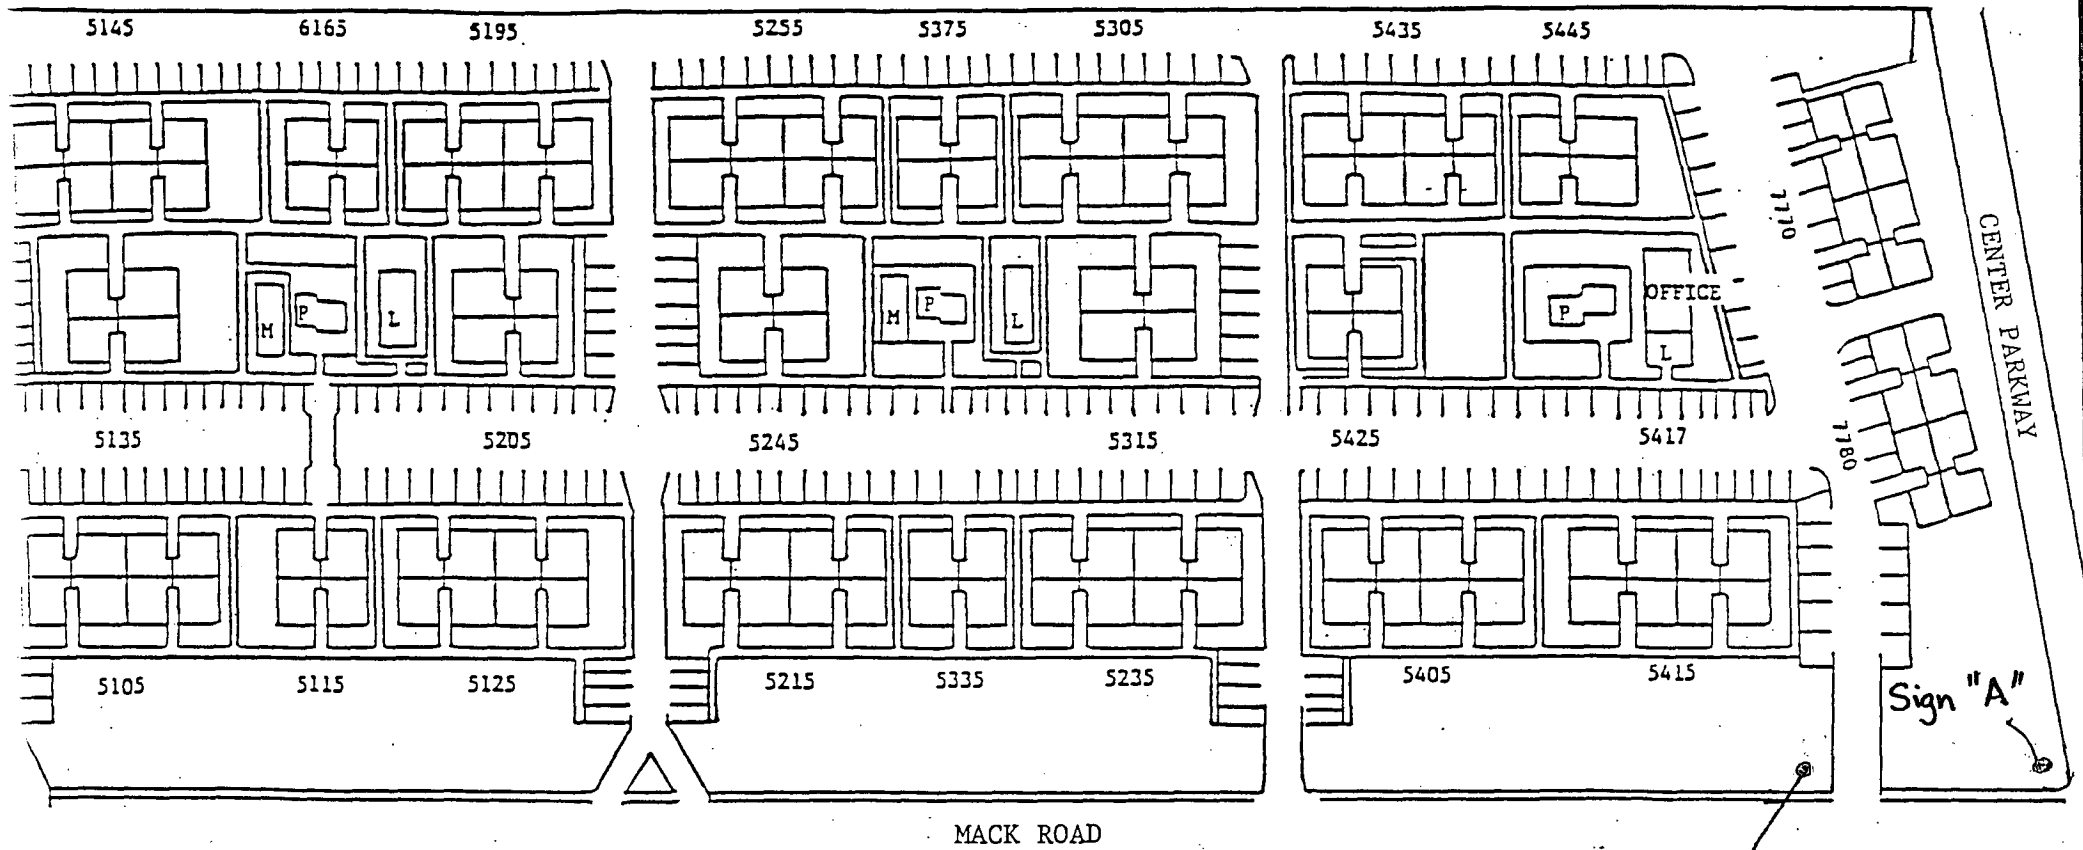 5145 6165 5195 5255 5375 5305 5435 5445
7770
CENTER PARKWAY
M P L M P L P OFFICE
L
5135 5205 5245 5315 5425 5417
7780
5105 5115 5125 5215 5335 5235 5405 5415
Sign "A"
MACK ROAD